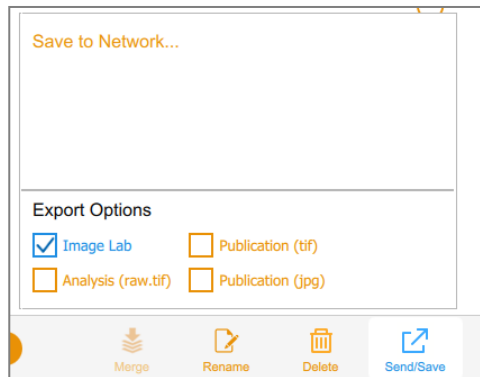 Save to Network...
Export Options
Image Lab
Publication (tif)
Analysis (raw.tif)
Publication (jpg)
Merge
Rename
Delete
Send/Save